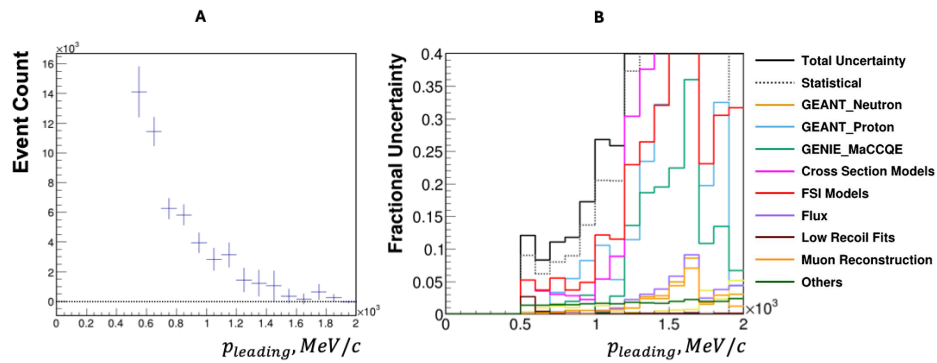 A
B
×10³
Event Count
16
14
12
10
8
6
4
2
0
0 0.2 0.4 0.6 0.8 1 1.2 1.4 1.6 1.8 2
×10³
p_leading, MeV/c
Fractional Uncertainty
0.4
0.35
0.3
0.25
0.2
0.15
0.1
0.05
0
0.5 1 1.5 2
×10³
p_leading, MeV/c
Total Uncertainty
Statistical
GEANT_Neutron
GEANT_Proton
GENIE_MaCCQE
Cross Section Models
FSI Models
Flux
Low Recoil Fits
Muon Reconstruction
Others